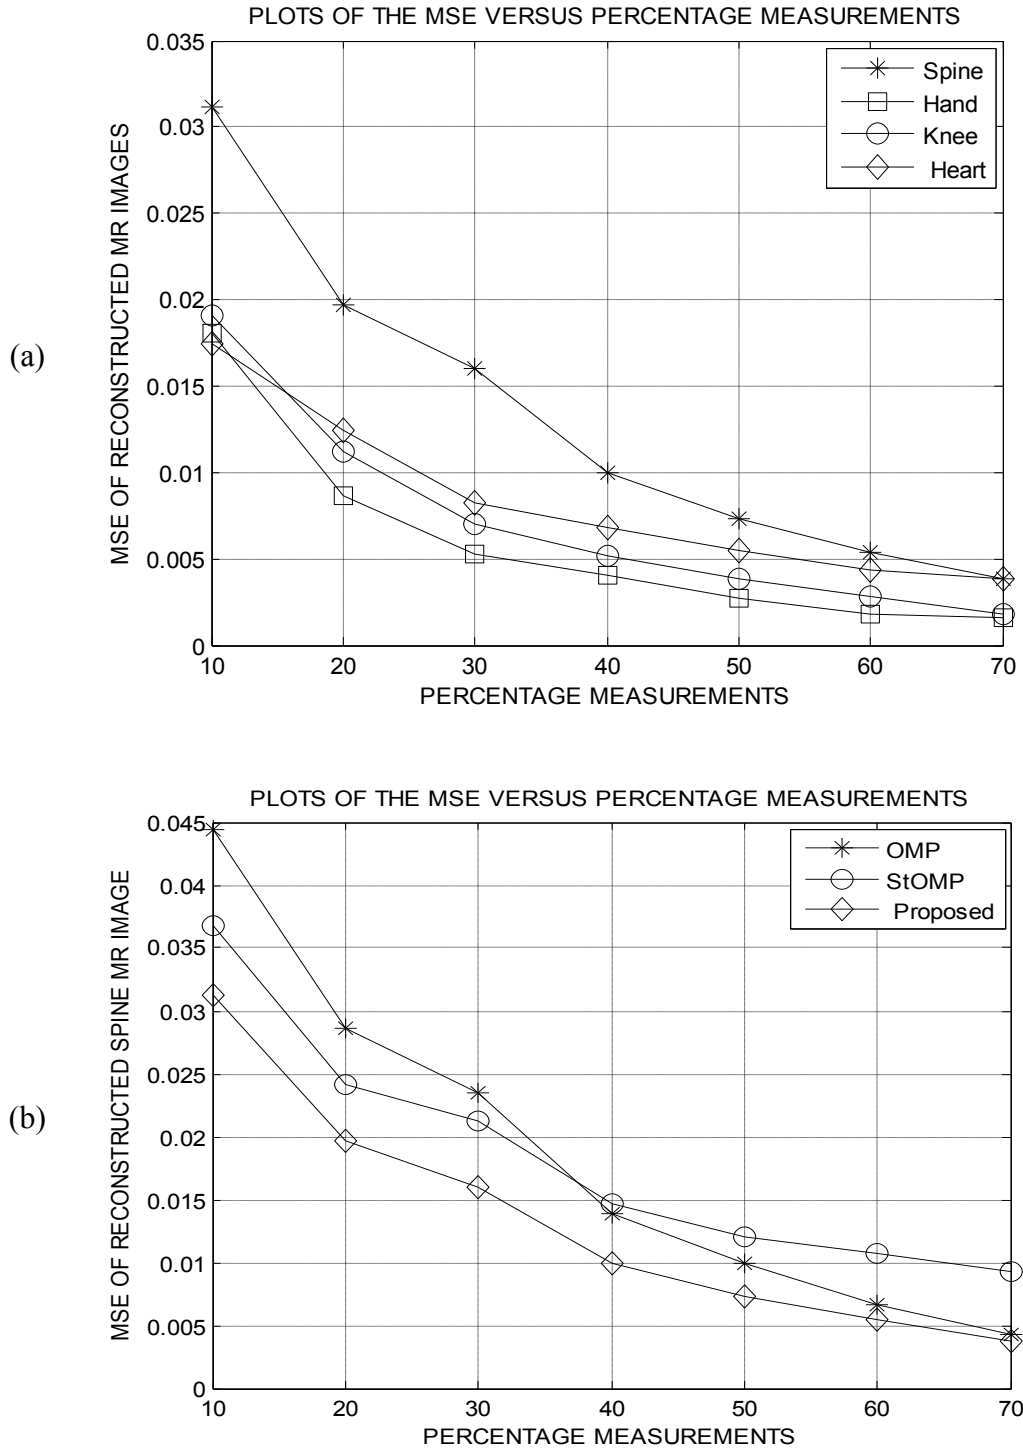 (a)
PLOTS OF THE MSE VERSUS PERCENTAGE MEASUREMENTS
MSE OF RECONSTRUCTED MR IMAGES
0.035
0.03
0.025
0.02
0.015
0.01
0.005
0
10 20 30 40 50 60 70
PERCENTAGE MEASUREMENTS
Spine
Hand
Knee
Heart
(b)
PLOTS OF THE MSE VERSUS PERCENTAGE MEASUREMENTS
MSE OF RECONSTRUCTED SPINE MR IMAGE
0.045
0.04
0.035
0.03
0.025
0.02
0.015
0.01
0.005
0
10 20 30 40 50 60 70
PERCENTAGE MEASUREMENTS
OMP
StOMP
Proposed